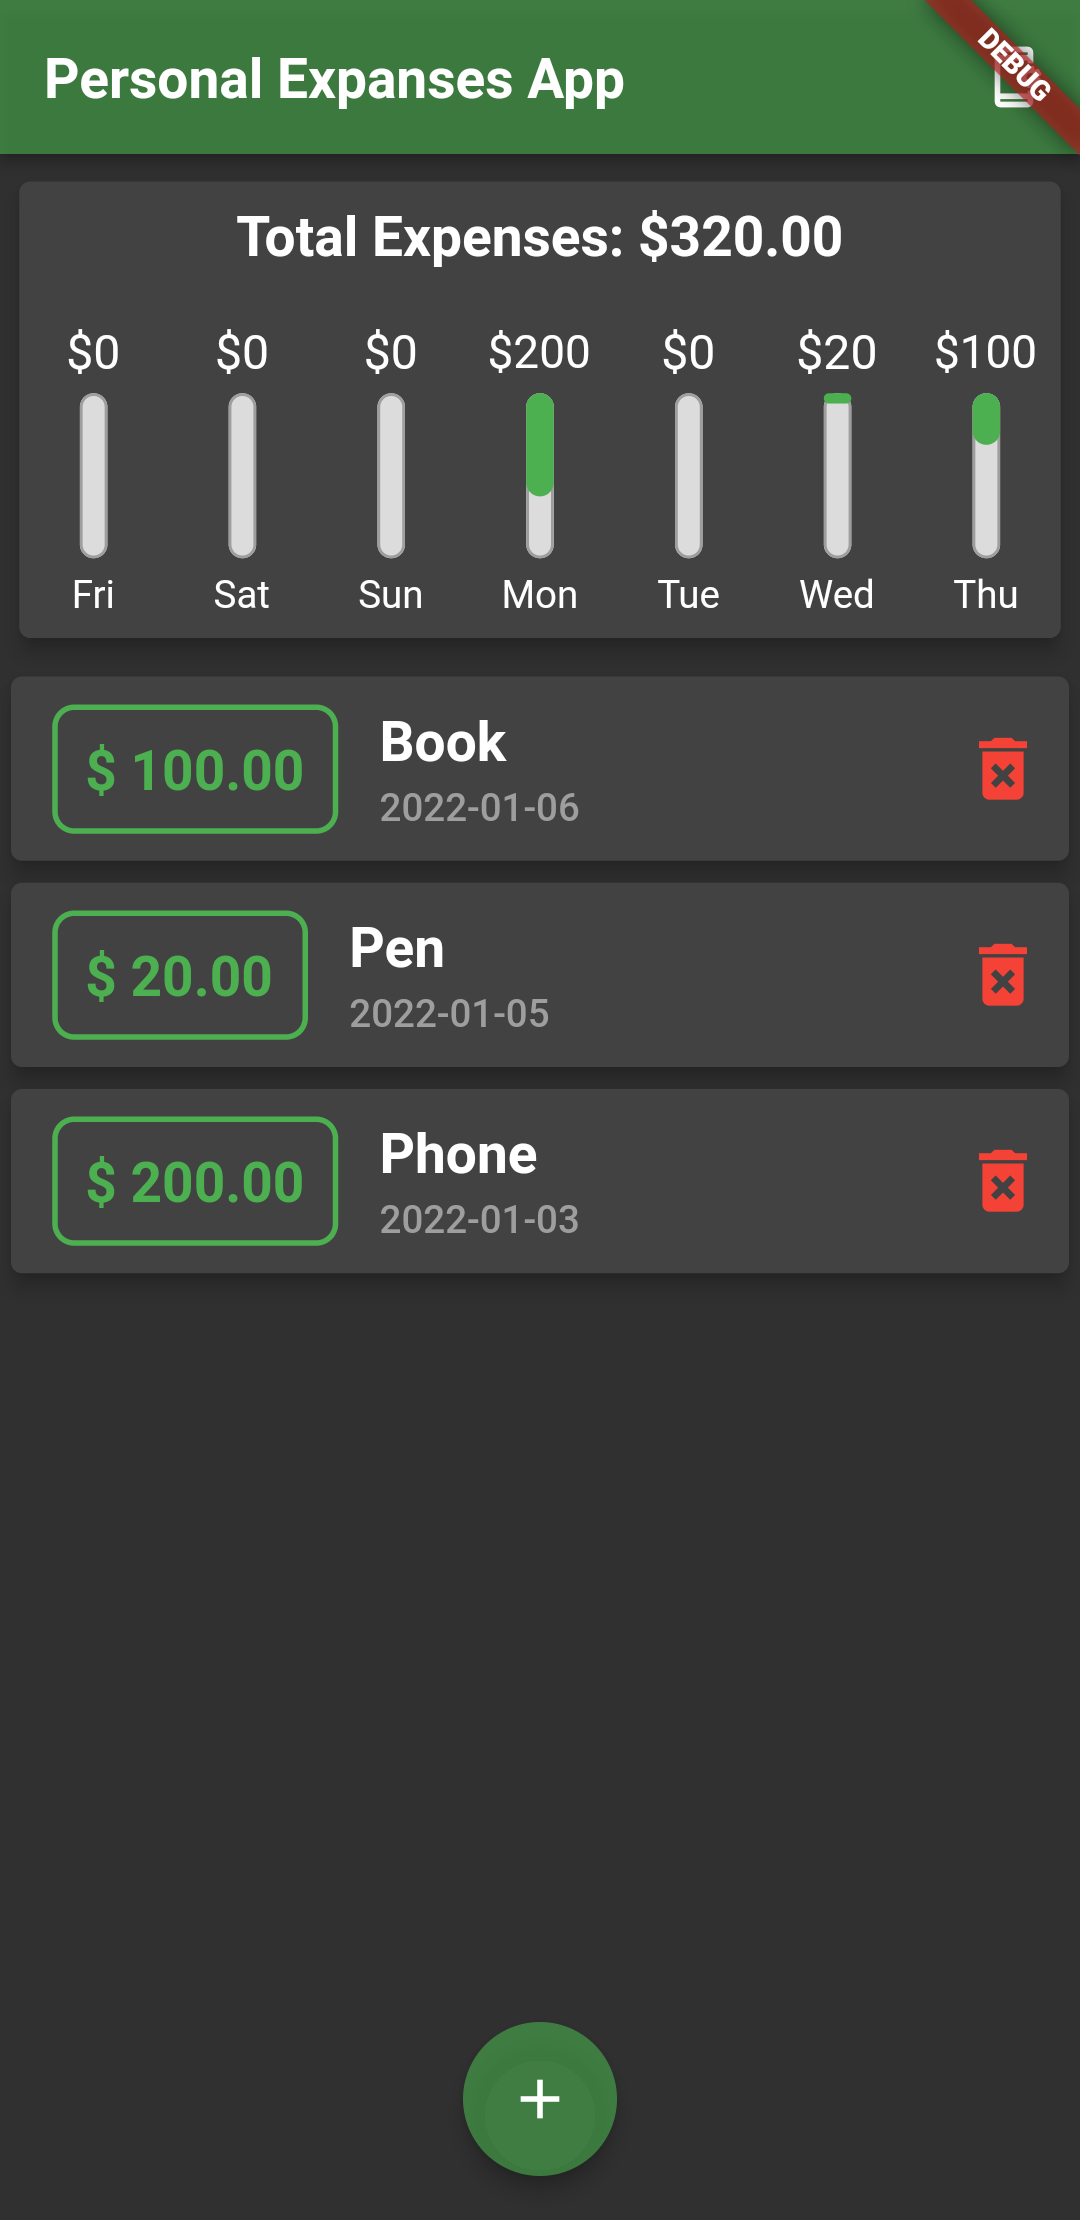 Personal Expanses App
DEBUG
Total Expenses: $320.00
$0 $0 $0 $200 $0 $20 $100
Fri Sat Sun Mon Tue Wed Thu
$ 100.00
Book
2022-01-06
$ 20.00
Pen
2022-01-05
$ 200.00
Phone
2022-01-03